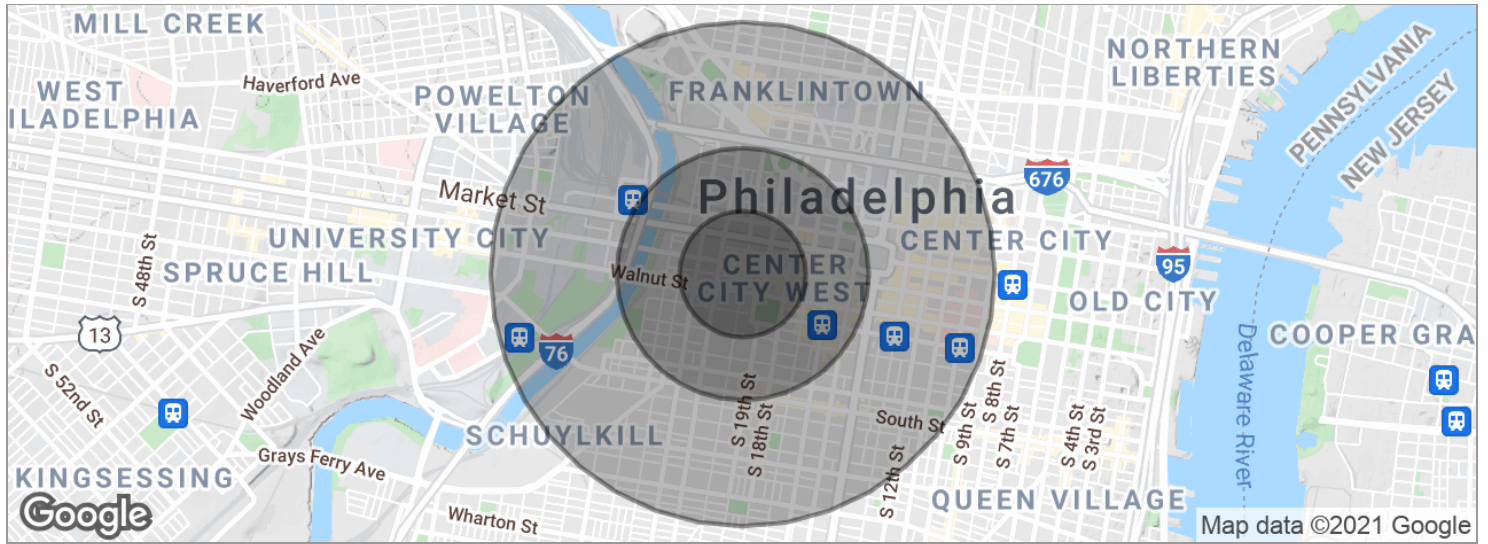 MILL CREEK
Haverford Ave
WEST
ILADELPHIA
POWELTON
VILLAGE
FRANKLINTOWN
NORTHERN
LIBERTIES
PENNSYLVANIA
NEW JERSEY
676
Market St
Philadelphia
UNIVERSITY CITY
CENTER CITY
SPRUCE HILL
S 48th St
Walnut St
CENTER
CITY WEST
95
OLD CITY
13
76
COOPER GRA
Delaware River
S 52nd St
Woodland Ave
S 19th St
S 18th St
South St
S 8th St
S 9th St
S 7th St
S 4th St
S 3rd St
SCHUYLKILL
Grays Ferry Ave
KINGSESSING
S 12th St
QUEEN VILLAGE
Google
Wharton St
Map data ©2021 Google